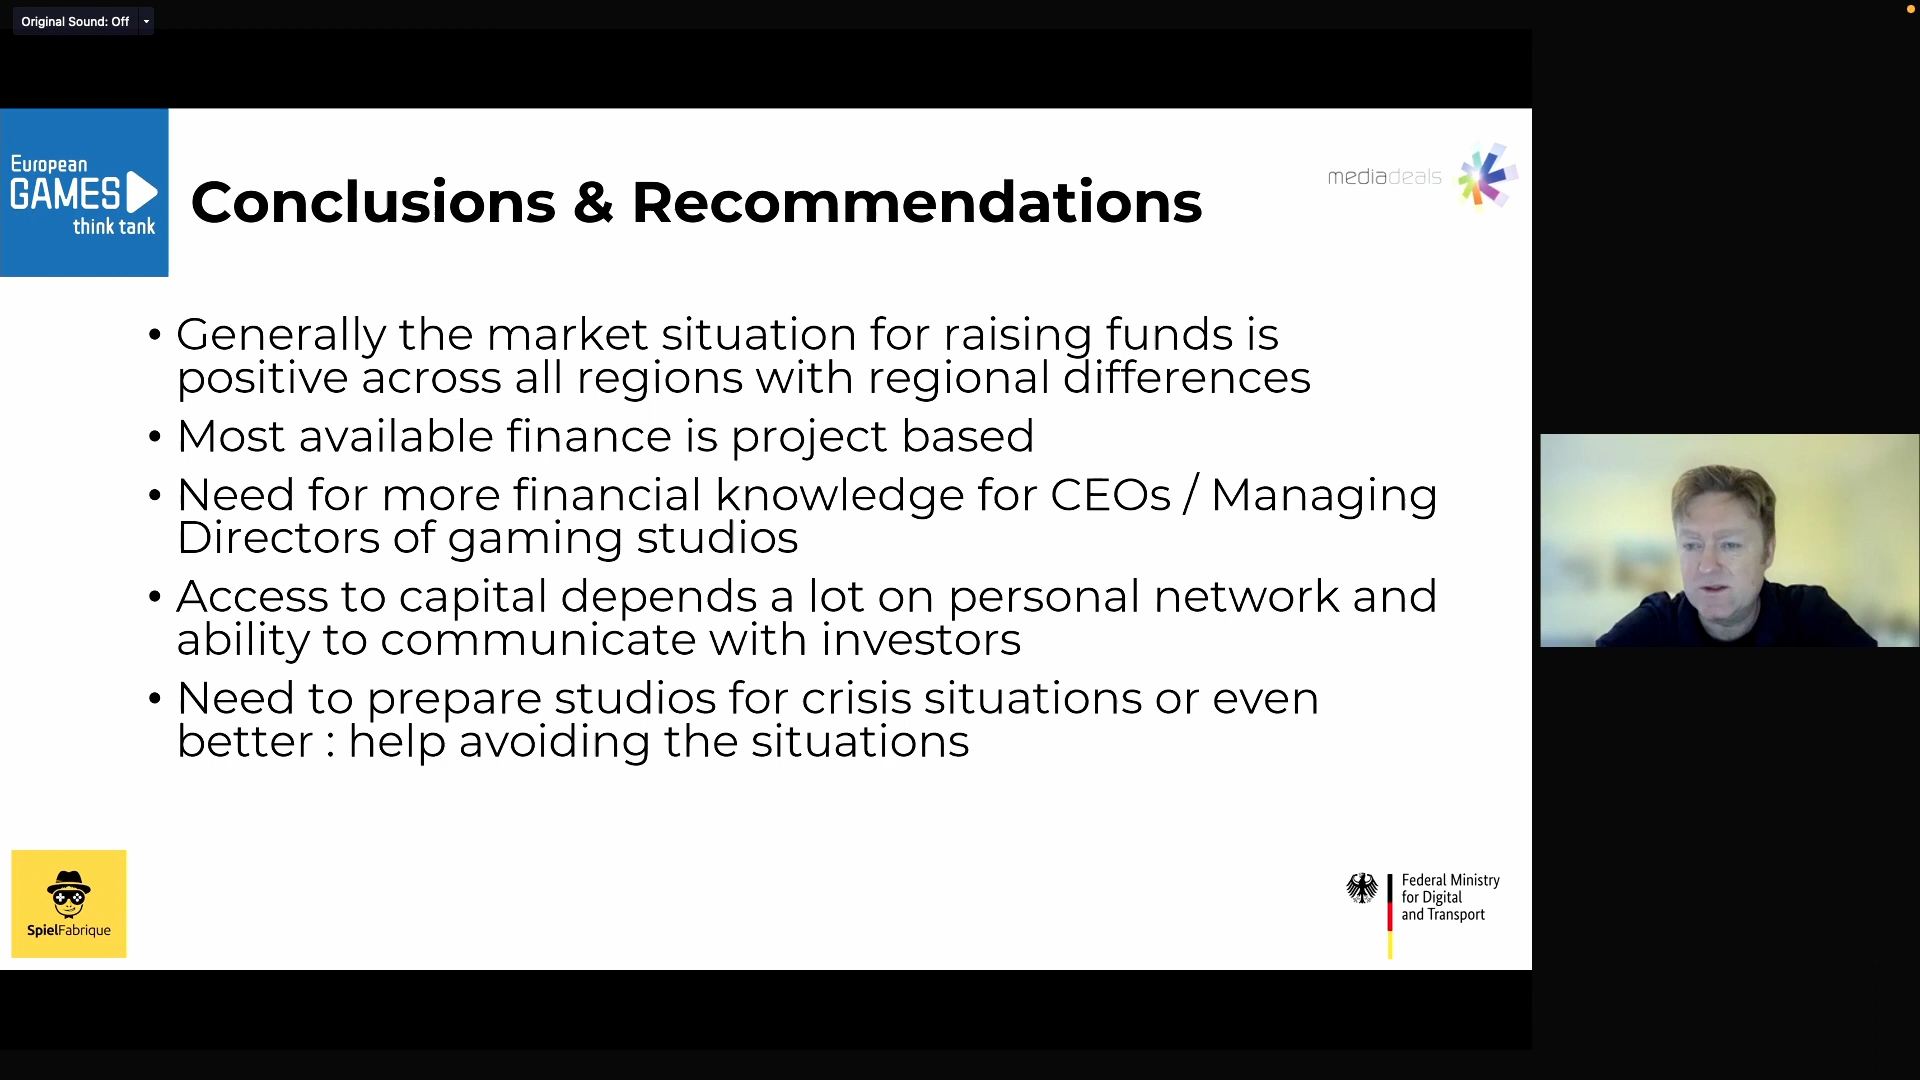 Original Sound: Off
European
GAMES
think tank
Conclusions & Recommendations
mediadeals
• Generally the market situation for raising funds is
positive across all regions with regional differences
• Most available finance is project based
• Need for more financial knowledge for CEOs / Managing
Directors of gaming studios
• Access to capital depends a lot on personal network and
ability to communicate with investors
• Need to prepare studios for crisis situations or even
better : help avoiding the situations
SpielFabrique
Federal Ministry
for Digital
and Transport